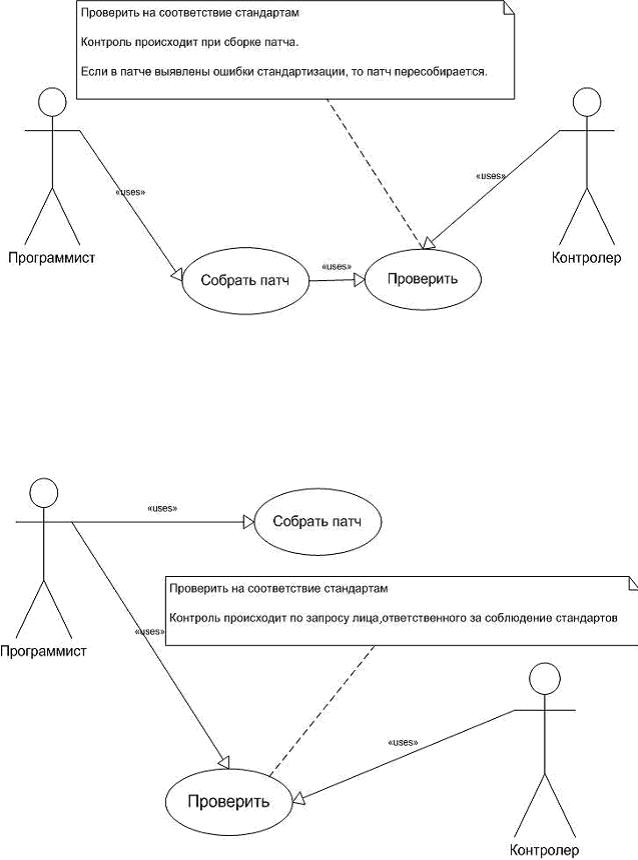 Проверить на соответствие стандартам
Контроль происходит при сборке патча.
Если в патче выявлены ошибки стандартизации, то патч пересобирается.
«uses»
«uses»
Программист
Контролер
«uses»
Собрать патч
Проверить
«uses»
Собрать патч
Проверить на соответствие стандартам
Контроль происходит по запросу лица,ответственного за соблюдение стандартов
«uses»
Программист
«uses»
Проверить
Контролер